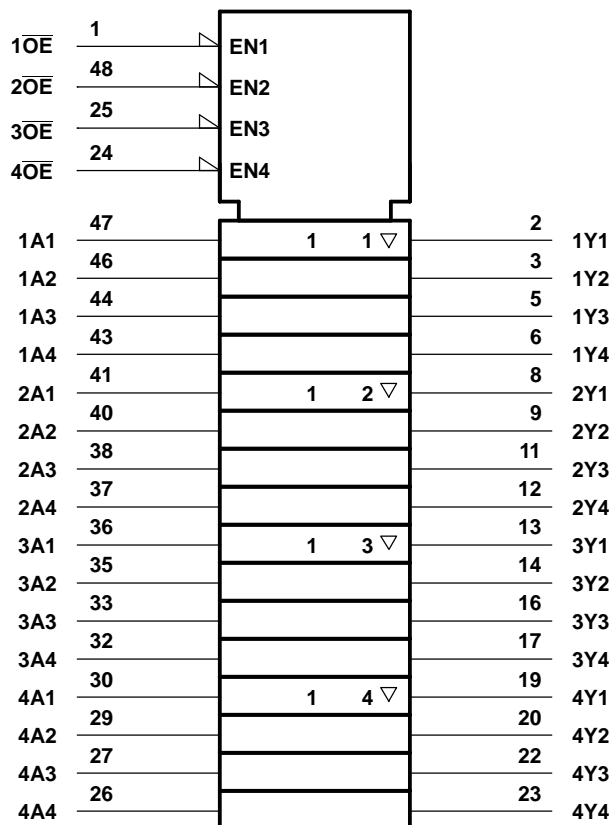 1O̅E̅ 1 EN1
2O̅E̅ 48 EN2
3O̅E̅ 25 EN3
4O̅E̅ 24 EN4
1A1 47 1 1 ▽ 2 1Y1
1A2 46 3 1Y2
1A3 44 5 1Y3
1A4 43 6 1Y4
2A1 41 1 2 ▽ 8 2Y1
2A2 40 9 2Y2
2A3 38 11 2Y3
2A4 37 12 2Y4
3A1 36 1 3 ▽ 13 3Y1
3A2 35 14 3Y2
3A3 33 16 3Y3
3A4 32 17 3Y4
4A1 30 1 4 ▽ 19 4Y1
4A2 29 20 4Y2
4A3 27 22 4Y3
4A4 26 23 4Y4